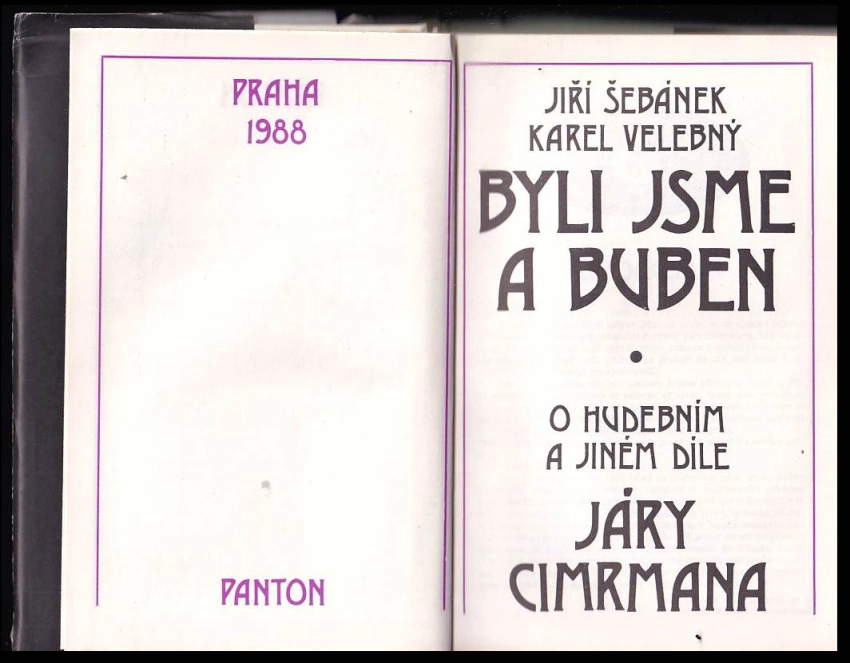 PRAHA
1988
PANTON
JIŘÍ ŠEBÁNEK
KAREL VELEBNÝ
BYLI JSME
A BUBEN
•
O HUDEBNÍM
A JINÉM DÍLE
JÁRY
CIMRMANA